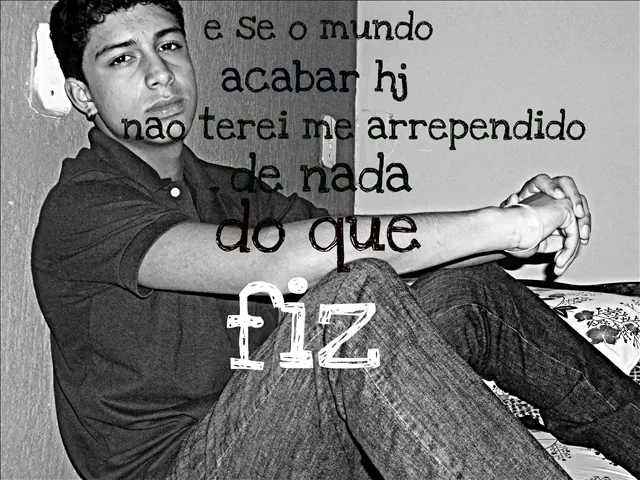 e se o mundo
acabar hj
nao terei me arrependido
de nada
do que
fiz